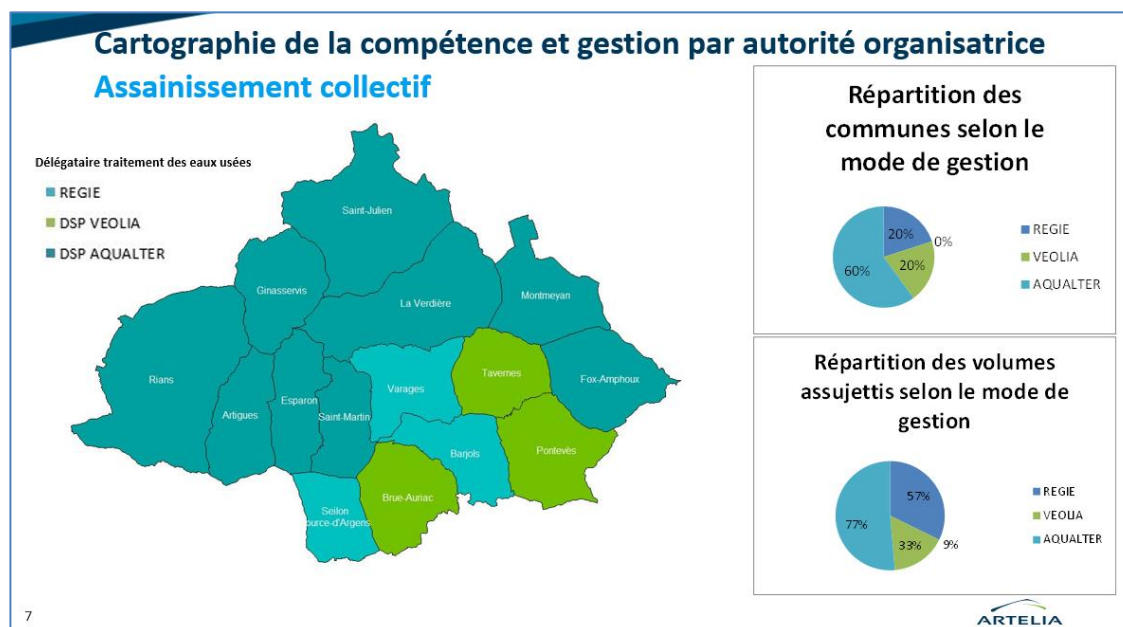 Cartographie de la compétence et gestion par autorité organisatrice
Assainissement collectif
Délégataire traitement des eaux usées
REGIE
DSP VEOLIA
DSP AQUALTER
Saint-Julien
Ginasservis
La Verdière
Montmeyan
Rians
Artigues
Esparon
Saint-Martin
Varages
Tavernes
Fox-Amphoux
Barjols
Pontevès
Brue-Auriac
Seilon
ource-d'Argens
Répartition des
communes selon le
mode de gestion
20%
0%
20%
60%
REGIE
VEOLIA
AQUALTER
Répartition des volumes
assujettis selon le mode de
gestion
57%
9%
33%
77%
REGIE
VEOLIA
AQUALTER
7
ARTELIA